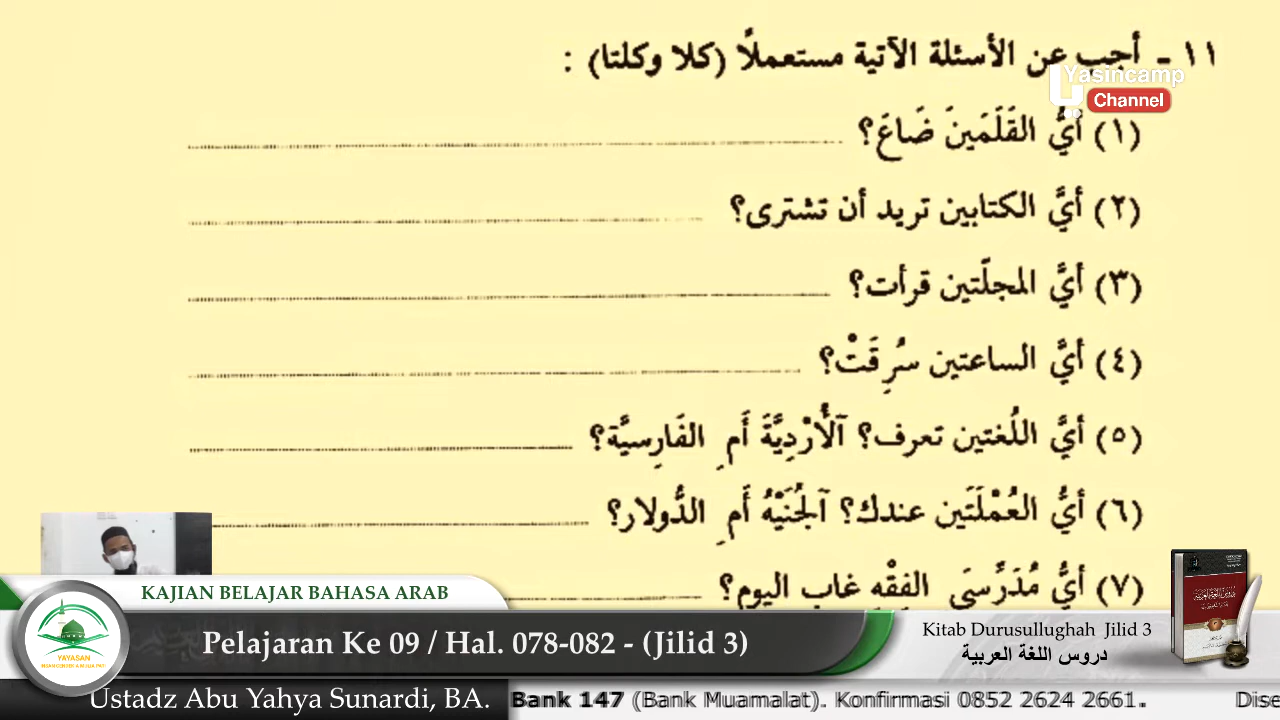 ١١ - أجب عن الأسئلة الآتية مستعملاً (كلا وكلتا) :
Yasincamp
Channel
(١) أَيُّ القَلَمَينَ ضَاعَ؟
(٢) أيَّ الكتابين تريد أن تشترى؟
(٣) أيَّ المجلّتين قرأت؟
(٤) أيَّ الساعتين سُرِقَتْ؟
(٥) أيَّ اللُغتين تعرف؟ آلأُرْدِيَّةَ أَم ِ الفَارِسيَّة؟
(٦) أيُّ العُمْلَتَين عندك؟ آلجُنَيْهُ أَم ِ الدُّولار؟
(٧) أيُّ مُدَرِّسَيِ الفِقْهِ غاب اليوم؟
KAJIAN BELAJAR BAHASA ARAB
YAYASAN
Pelajaran Ke 09 / Hal. 078-082 - (Jilid 3)
Kitab Durusullughah Jilid 3
دروس اللغة العربية
Ustadz Abu Yahya Sunardi, BA.
Bank 147 (Bank Muamalat). Konfirmasi 0852 2624 2661. Dise